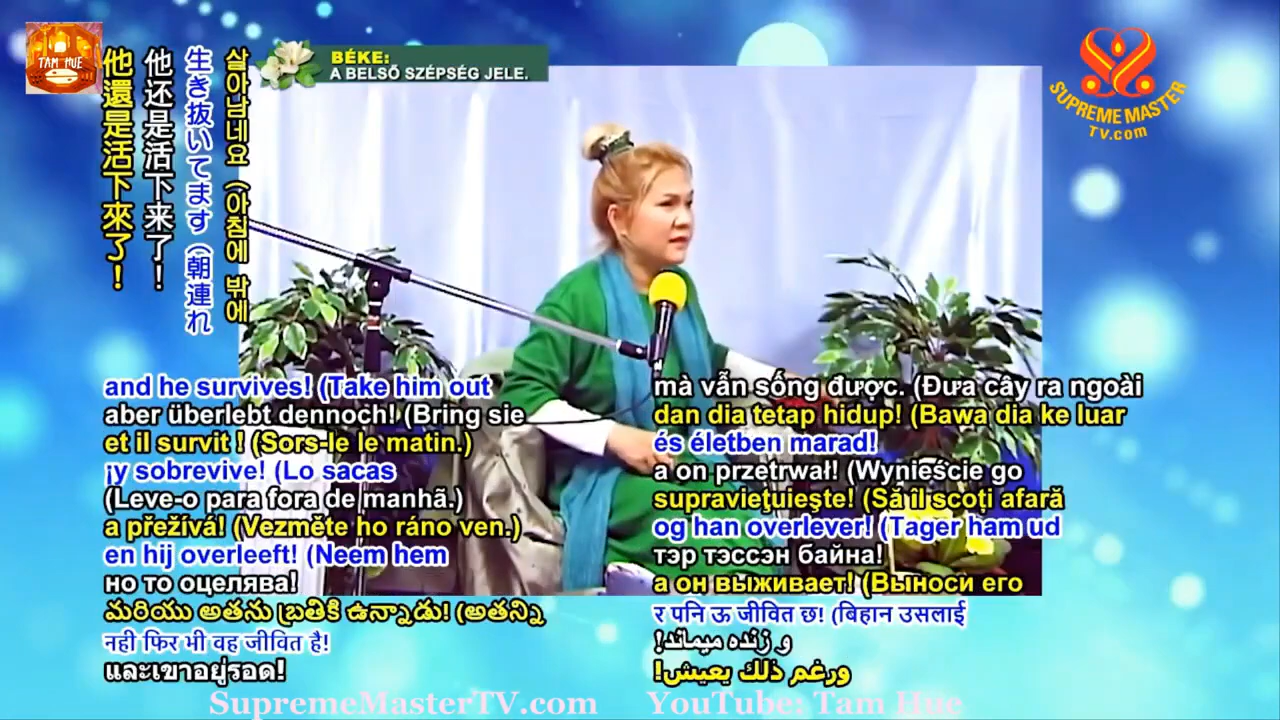 TAM HUE
他還是活下來了！
他还是活下来了！
生き抜いてます (朝連れ
살아남네요 (아침에 밖에
BÉKE:
A BELSŐ SZÉPSÉG JELE.
SUPREME MASTER
TV.com
and he survives! (Take him out
aber überlebt dennoch! (Bring sie
et il survit ! (Sors-le le matin.)
¡y sobrevive! (Lo sacas
(Leve-o para fora de manhã.)
a přežívá! (Vezměte ho ráno ven.)
en hij overleeft! (Neem hem
но то оцелява!
మరియు అతను బ్రతికి ఉన్నాడు! (అతన్ని
नही फिर भी वह जीवित है!
และเขาอยู่รอด!
mà vẫn sống được. (Đưa cây ra ngoài
dan dia tetap hidup! (Bawa dia ke luar
és életben marad!
a on przetrwał! (Wynieście go
supravieţuieşte! (Să îl scoți afară
og han overlever! (Tager ham ud
тэр тэссэн байна!
а он выживает! (Выноси его
र पनि ऊ जीवित छ! (बिहान उसलाई
و زنده میماند!
ورغم ذلك يعيش!
SupremeMasterTV.com
YouTube: Tam Hue